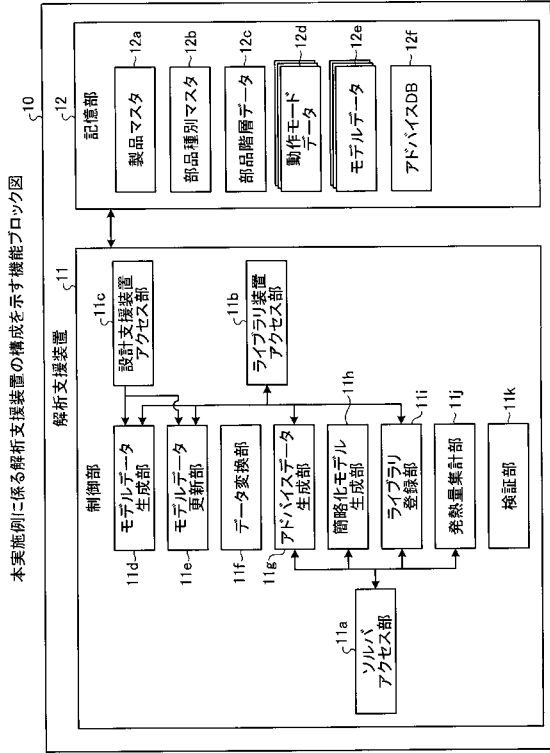 本実施例に係る解析支援装置の構成を示す機能ブロック図
10
解析支援装置
11
制御部
11a
ソルバ
アクセス部
11d
モデルデータ
生成部
11e
モデルデータ
更新部
11f
データ変換部
11g
アドバイスデータ
生成部
11h
簡略化モデル
生成部
11i
ライブラリ
登録部
11j
発熱量集計部
11k
検証部
11c
設計支援装置
アクセス部
11b
ライブラリ装置
アクセス部
12
記憶部
12a
製品マスタ
12b
部品種別マスタ
12c
部品階層データ
12d
動作モード
データ
12e
モデルデータ
12f
アドバイスDB